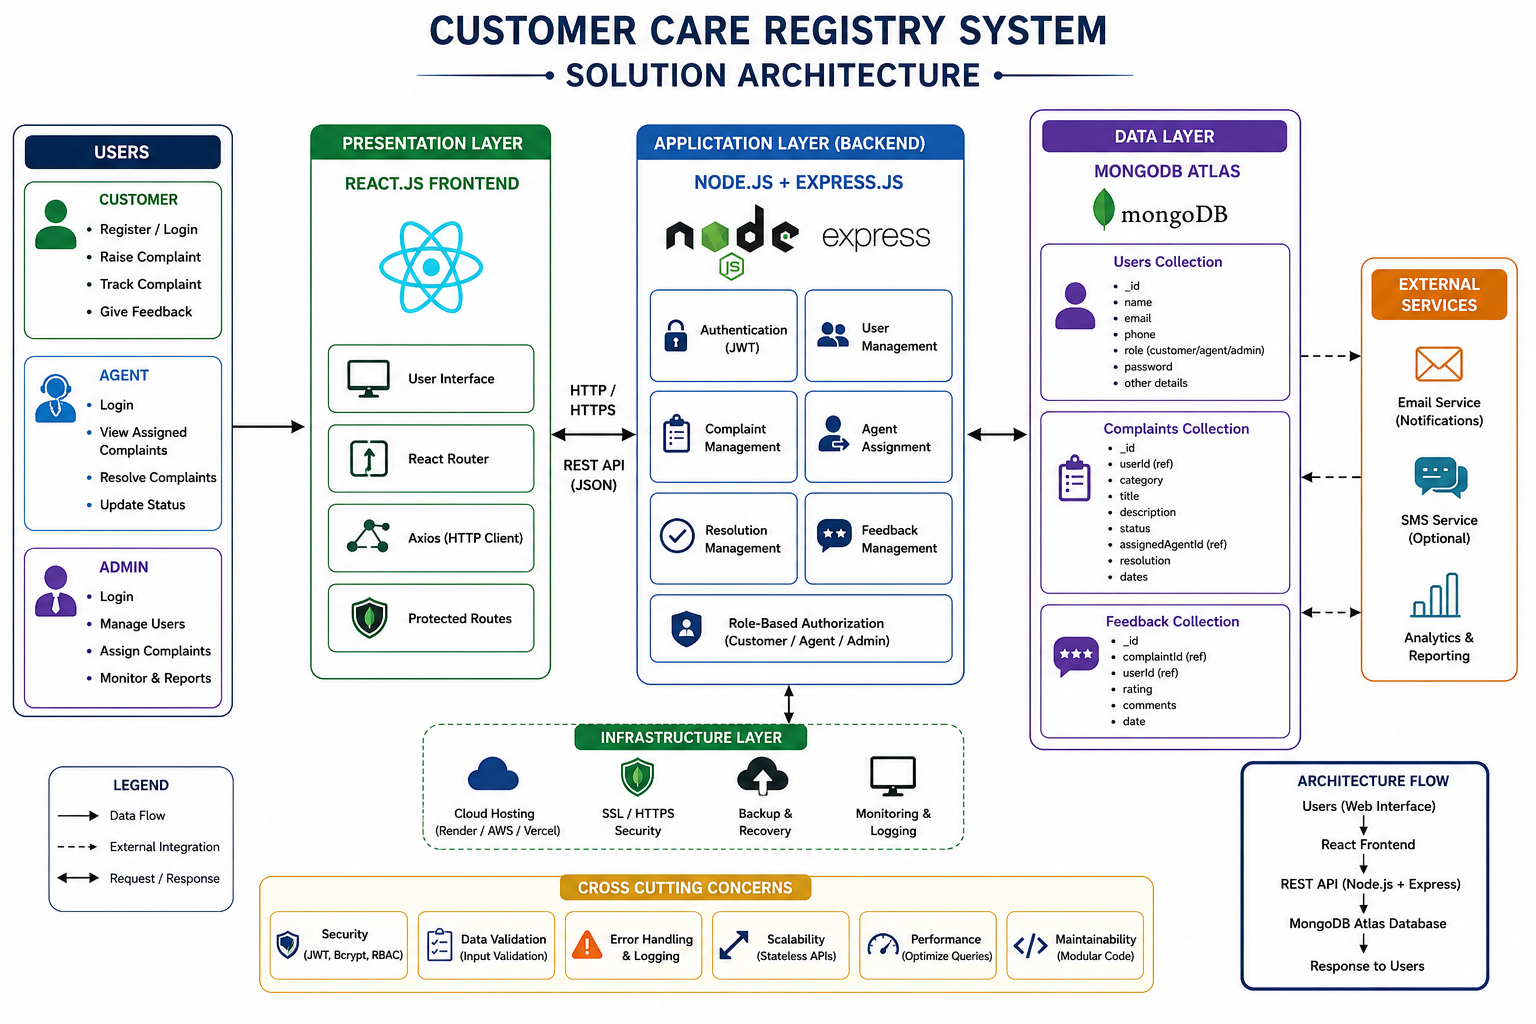 CUSTOMER CARE REGISTRY SYSTEM
SOLUTION ARCHITECTURE
USERS
CUSTOMER
• Register / Login
• Raise Complaint
• Track Complaint
• Give Feedback
AGENT
• Login
• View Assigned
Complaints
• Resolve Complaints
• Update Status
ADMIN
• Login
• Manage Users
• Assign Complaints
• Monitor & Reports
PRESENTATION LAYER
REACT.JS FRONTEND
User Interface
React Router
Axios (HTTP Client)
Protected Routes
HTTP /
HTTPS
REST API
(JSON)
APPLICTATION LAYER (BACKEND)
NODE.JS + EXPRESS.JS
node
JS
express
Authentication
(JWT)
User
Management
Complaint
Management
Agent
Assignment
Resolution
Management
Feedback
Management
Role-Based Authorization
(Customer / Agent / Admin)
DATA LAYER
MONGODB ATLAS
mongoDB
Users Collection
• _id
• name
• email
• phone
• role (customer/agent/admin)
• password
• other details
Complaints Collection
• _id
• userId (ref)
• category
• title
• description
• status
• assignedAgentId (ref)
• resolution
• dates
Feedback Collection
• _id
• complaintId (ref)
• userId (ref)
• rating
• comments
• date
EXTERNAL
SERVICES
Email Service
(Notifications)
SMS Service
(Optional)
Analytics &
Reporting
INFRASTRUCTURE LAYER
Cloud Hosting
(Render / AWS / Vercel)
SSL / HTTPS
Security
Backup &
Recovery
Monitoring &
Logging
LEGEND
Data Flow
External Integration
Request / Response
CROSS CUTTING CONCERNS
Security
(JWT, Bcrypt, RBAC)
Data Validation
(Input Validation)
Error Handling
& Logging
Scalability
(Stateless APIs)
Performance
(Optimize Queries)
Maintainability
(Modular Code)
ARCHITECTURE FLOW
Users (Web Interface)
React Frontend
REST API (Node.js + Express)
MongoDB Atlas Database
Response to Users